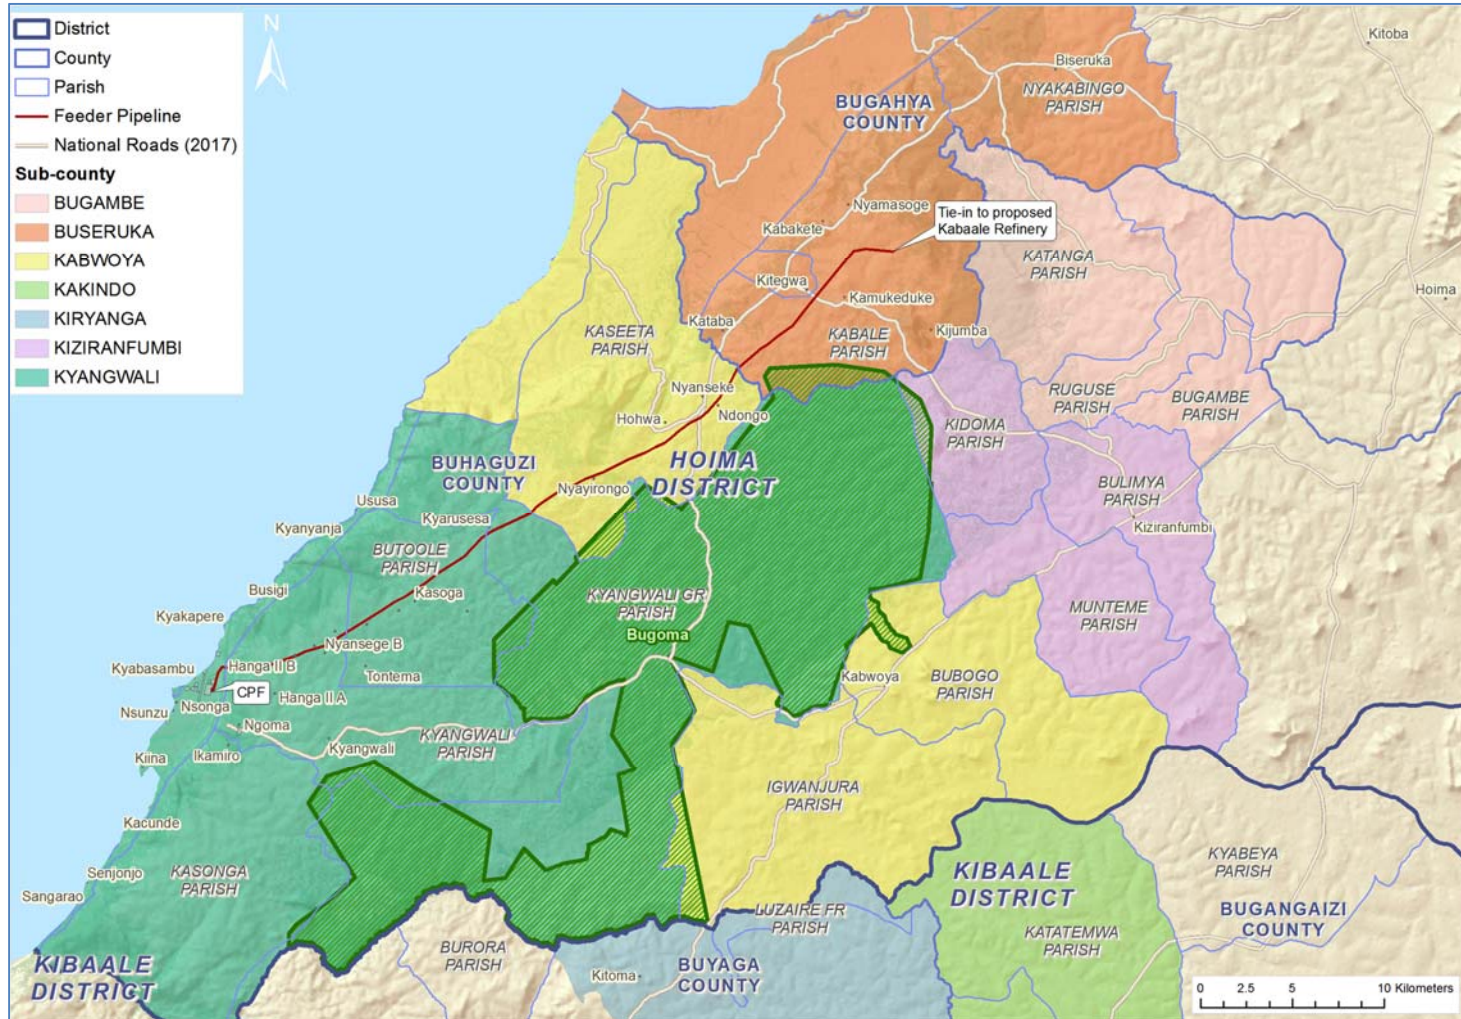 District
County
Parish
Feeder Pipeline
National Roads (2017)
Sub-county
BUGAMBE
BUSERUKA
KABWOYA
KAKINDO
KIRYANGA
KIZIRANFUMBI
KYANGWALI
N
Kitoba
Biseruka
NYAKABINGO
PARISH
BUGAHYA
COUNTY
Nyamasoge
Kabakete
Tie-in to proposed
Kabaale Refinery
KATANGA
PARISH
Kitegwa
Kamukeduke
Hoima
Kataba
KASEETA
PARISH
KABALE
PARISH
Kijumba
Nyanseke
Hohwa
Ndongo
RUGUSE
PARISH
BUGAMBE
PARISH
KIDOMA
PARISH
BUHAGUZI
COUNTY
HOIMA
DISTRICT
Nyayirongo
BULIMYA
PARISH
Kiziranfumbi
Ususa
Kyarusesa
Kyanyanja
BUTOOLE
PARISH
Busigi
Kasoga
KYANGWALI GR
PARISH
Bugoma
MUNTEME
PARISH
Kyakapere
Nyansege B
Kyabasambu
Hanga II B
Tontema
CPF
Hanga II A
Nsonga
Nsunzu
Ngoma
Kabwoya
BUBOGO
PARISH
Ikamiro
Kyangwali
KYANGWALI
PARISH
Kiina
IGWANJURA
PARISH
Kacunde
Senjonjo
KASONGA
PARISH
Sangarao
KYABEYA
PARISH
KIBAALE
DISTRICT
LUZAIRE FR
PARISH
BUGANGAIZI
COUNTY
KATATEMWA
PARISH
BURORA
PARISH
KIBAALE
DISTRICT
Kitoma
BUYAGA
COUNTY
0 2.5 5 10 Kilometers